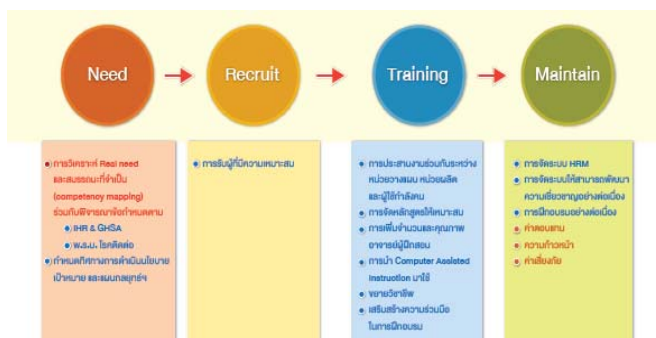 Need
Recruit
Training
Maintain
การวิเคราะห์ Real need
และสมรรถนะที่จำเป็น
(competency mapping)
ร่วมกับพิจารณาข้อกำหนดตาม
IHR & GHSA
พ.ร.บ. โรคติดต่อ
กำหนดทิศทางการดำเนินนโยบาย
เป้าหมาย และแผนกลยุทธ์ฯ
การรับผู้ที่มีความเหมาะสม
การประสานงานร่วมกันระหว่าง
หน่วยวางแผน หน่วยผลิต
และผู้ใช้กำลังคน
การจัดหลักสูตรให้เหมาะสม
การเพิ่มจำนวนและคุณภาพ
อาจารย์ผู้ฝึกสอน
การนำ Computer Assisted
Instruction มาใช้
ขยายวิชาชีพ
เสริมสร้างความร่วมมือ
ในการฝึกอบรม
การจัดระบบ HRM
การจัดระบบให้สามารถพัฒนา
ความเชี่ยวชาญอย่างต่อเนื่อง
การฝึกอบรมอย่างต่อเนื่อง
ค่าตอบแทน
ความก้าวหน้า
ค่าเสี่ยงภัย